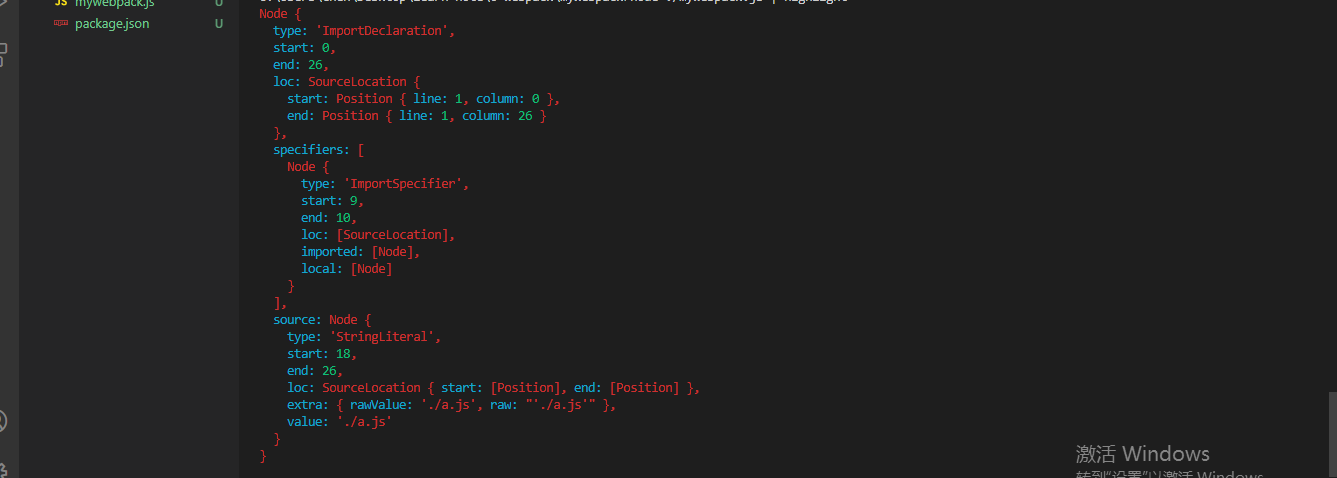 mywebpack.js U
package.json U
Node {
type: 'ImportDeclaration',
start: 0,
end: 26,
loc: SourceLocation {
start: Position { line: 1, column: 0 },
end: Position { line: 1, column: 26 }
},
specifiers: [
Node {
type: 'ImportSpecifier',
start: 9,
end: 10,
loc: [SourceLocation],
imported: [Node],
local: [Node]
}
],
source: Node {
type: 'StringLiteral',
start: 18,
end: 26,
loc: SourceLocation { start: [Position], end: [Position] },
extra: { rawValue: './a.js', raw: "'./a.js'" },
value: './a.js'
}
}
激活 Windows
转到"设置"以激活 Windows